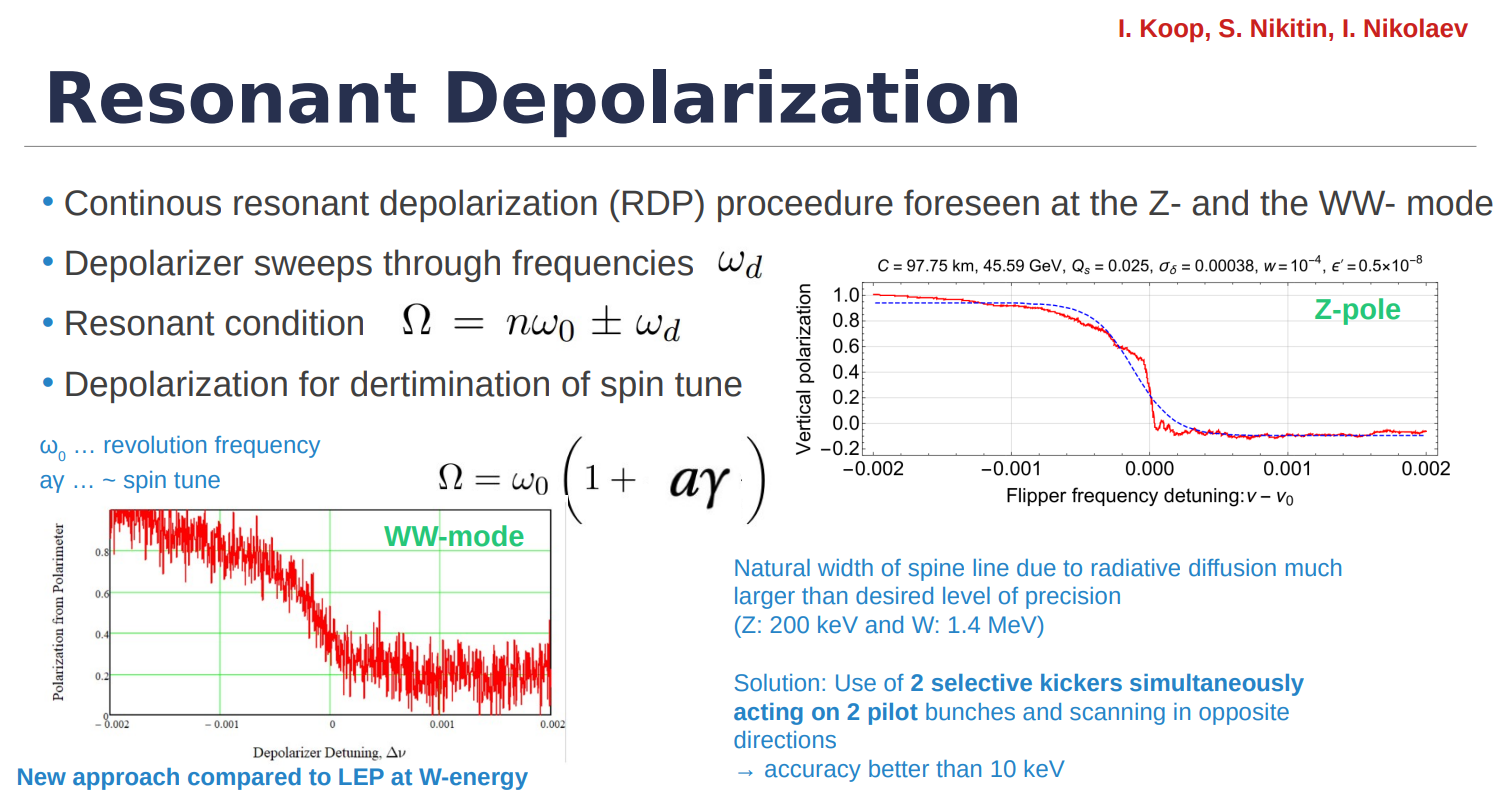 I. Koop, S. Nikitin, I. Nikolaev
Resonant Depolarization
• Continous resonant depolarization (RDP) proceedure foreseen at the Z- and the WW- mode
• Depolarizer sweeps through frequencies ω_d
• Resonant condition Ω = nω₀ ± ω_d
• Depolarization for dertimination of spin tune
ω₀ … revolution frequency
aγ … ~ spin tune
Ω = ω₀ (1 + aγ)
C = 97.75 km, 45.59 GeV, Q_s = 0.025, σ_δ = 0.00038, w = 10⁻⁴, ϵ′ = 0.5×10⁻⁸
Z-pole
Vertical polarization
1.0
0.8
0.6
0.4
0.2
0.0
−0.2
−0.002 −0.001 0.000 0.001 0.002
Flipper frequency detuning: ν − ν₀
WW-mode
Polarization from Polarimeter
0.8
0.6
0.4
0.2
0
− 0.002 − 0.001 0 0.001 0.002
Depolarizer Detuning, Δν
New approach compared to LEP at W-energy
Natural width of spine line due to radiative diffusion much
larger than desired level of precision
(Z: 200 keV and W: 1.4 MeV)
Solution: Use of 2 selective kickers simultaneously
acting on 2 pilot bunches and scanning in opposite
directions
→ accuracy better than 10 keV